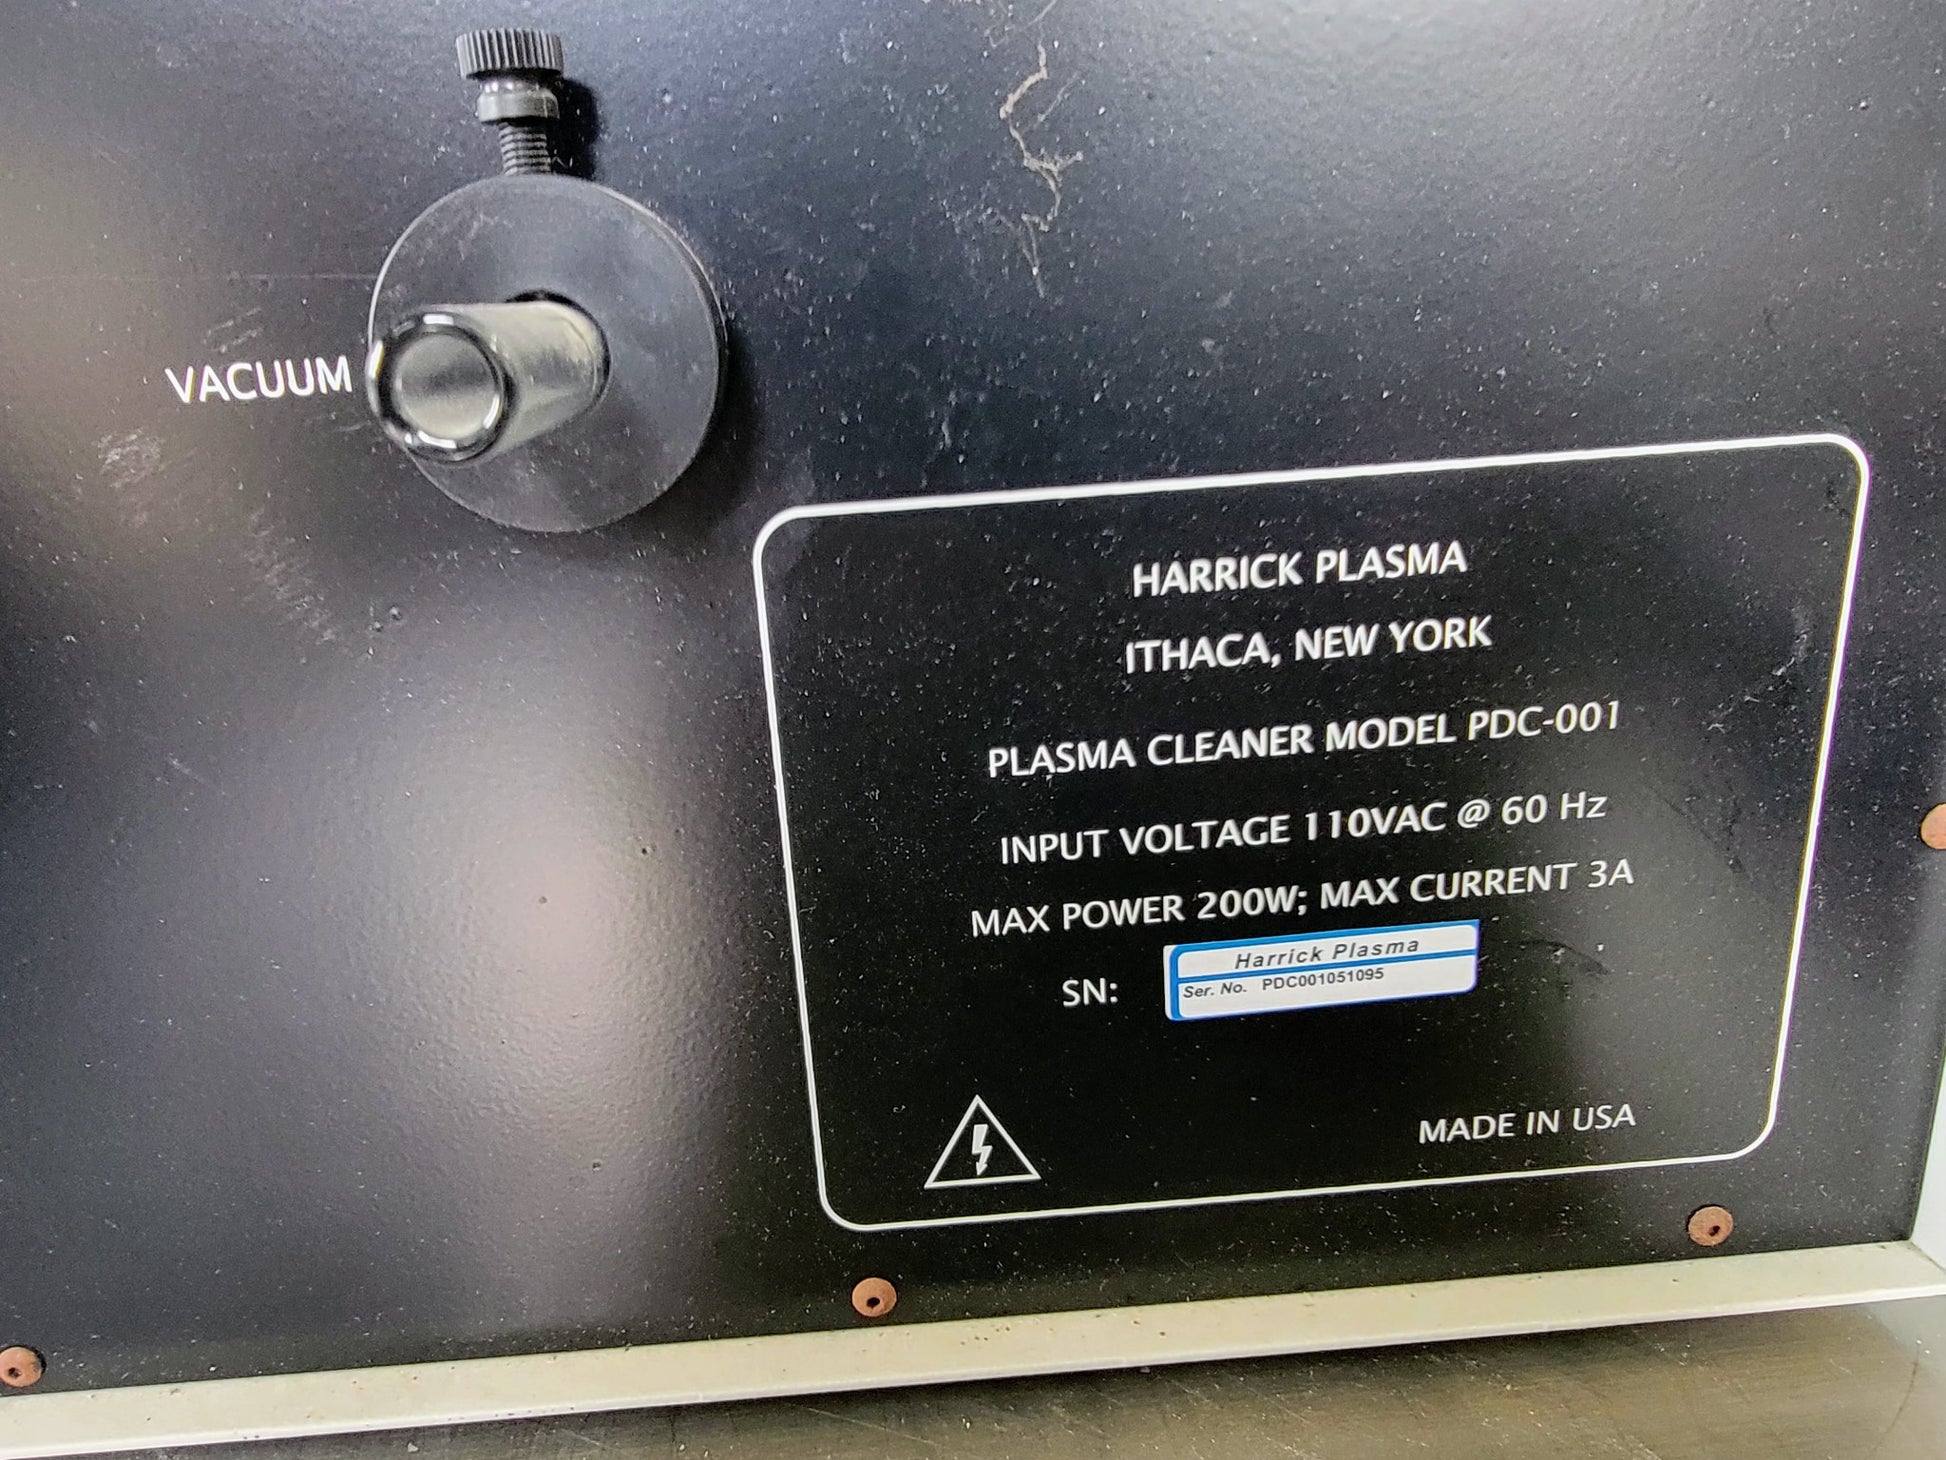 VACUUM
HARRICK PLASMA
ITHACA, NEW YORK
PLASMA CLEANER MODEL PDC-001
INPUT VOLTAGE 110VAC @ 60 Hz
MAX POWER 200W; MAX CURRENT 3A
SN:
Harrick Plasma
Ser. No. PDC001051095
MADE IN USA